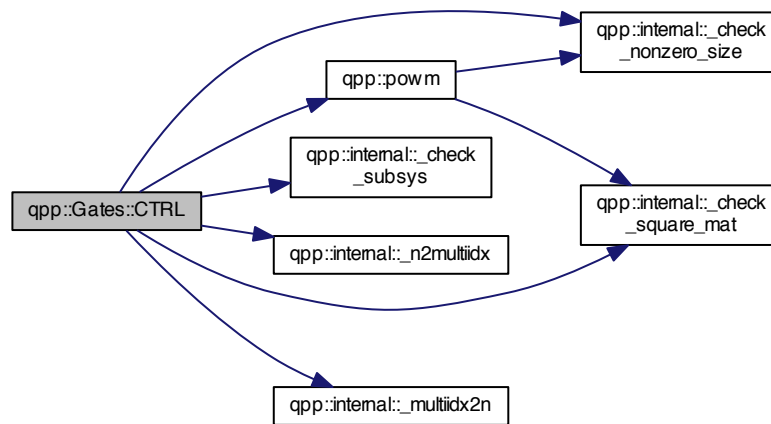 qpp::internal::_check
_nonzero_size
qpp::powm
qpp::internal::_check
_subsys
qpp::Gates::CTRL
qpp::internal::_check
_square_mat
qpp::internal::_n2multiidx
qpp::internal::_multiidx2n